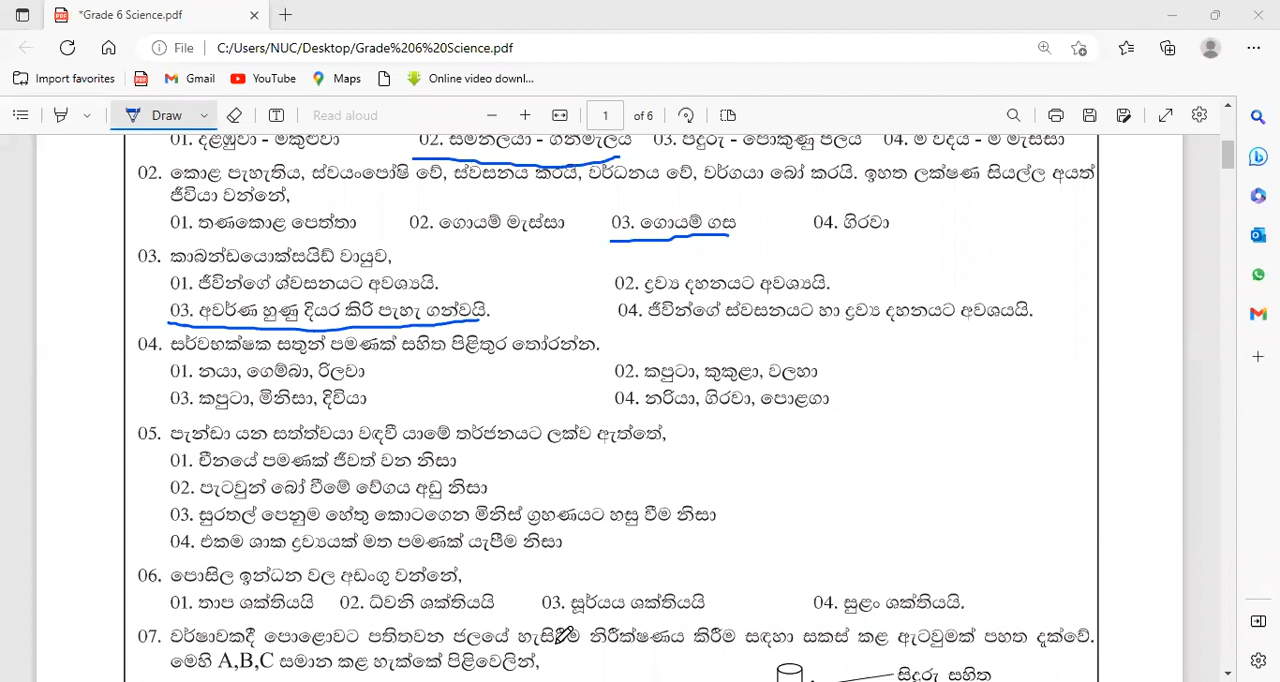 *Grade 6 Science.pdf
File C:/Users/NUC/Desktop/Grade%206%20Science.pdf
Import favorites Gmail YouTube Maps Online video downl...
Draw Read aloud 1 of 6
01. දළඹුවා - මකුළුවා 02. සමනලයා - ගිනිමැලය 03. පිදුරු - පොකුණු පිලිය 04. මී වදය - මී මැස්සා
02. කොළ පැහැතිය, ස්වයංපෝෂි වේ, ස්වසනය කරයි, වර්ධනය වේ, වර්ගයා බෝ කරයි. ඉහත ලක්ෂණ සියල්ල අයත්
ජීවියා වන්නේ,
01. තණකොළ පෙත්තා 02. ගොයම් මැස්සා 03. ගොයම් ගස 04. ගිරවා
03. කාබන්ඩයොක්සයිඩ් වායුව,
01. ජීවින්ගේ ශ්වසනයට අවශ්‍යයි. 02. ද්‍රව්‍ය දහනයට අවශ්‍යයි.
03. අවර්ණ හුණු දියර කිරි පැහැ ගන්වයි. 04. ජීවින්ගේ ස්වසනයට හා ද්‍රව්‍ය දහනයට අවශයයි.
04. සර්වභක්ෂක සතුන් පමණක් සහිත පිළිතුර තෝරන්න.
01. නයා, ගෙම්බා, රිලවා 02. කපුටා, කුකුළා, වලහා
03. කපුටා, මිනිසා, දිවියා 04. නරියා, ගිරවා, පොළඟා
05. පැන්ඩා යන සත්ත්වයා වඳවී යාමේ තර්ජනයට ලක්ව ඇත්තේ,
01. චීනයේ පමණක් ජීවත් වන නිසා
02. පැටවුන් බෝ වීමේ වේගය අඩු නිසා
03. සුරතල් පෙනුම හේතු කොටගෙන මිනිස් ග්‍රහණයට හසු වීම නිසා
04. එකම ශාක ද්‍රව්‍යයක් මත පමණක් යැපීම නිසා
06. පොසිල ඉන්ධන වල අඩංගු වන්නේ,
01. තාප ශක්තියයි 02. ධ්වනි ශක්තියයි 03. සූර්යය ශක්තියයි 04. සුළං ශක්තියයි.
07. වර්ෂාවකදී පොළොවට පතිතවන ජලයේ හැසිරීම නිරීක්ෂණය කිරීම සඳහා සකස් කළ ඇටවුමක් පහත දැක්වේ.
මෙහි A,B,C සමාන කළ හැක්කේ පිළිවෙලින්,
සිදුරු සහිත